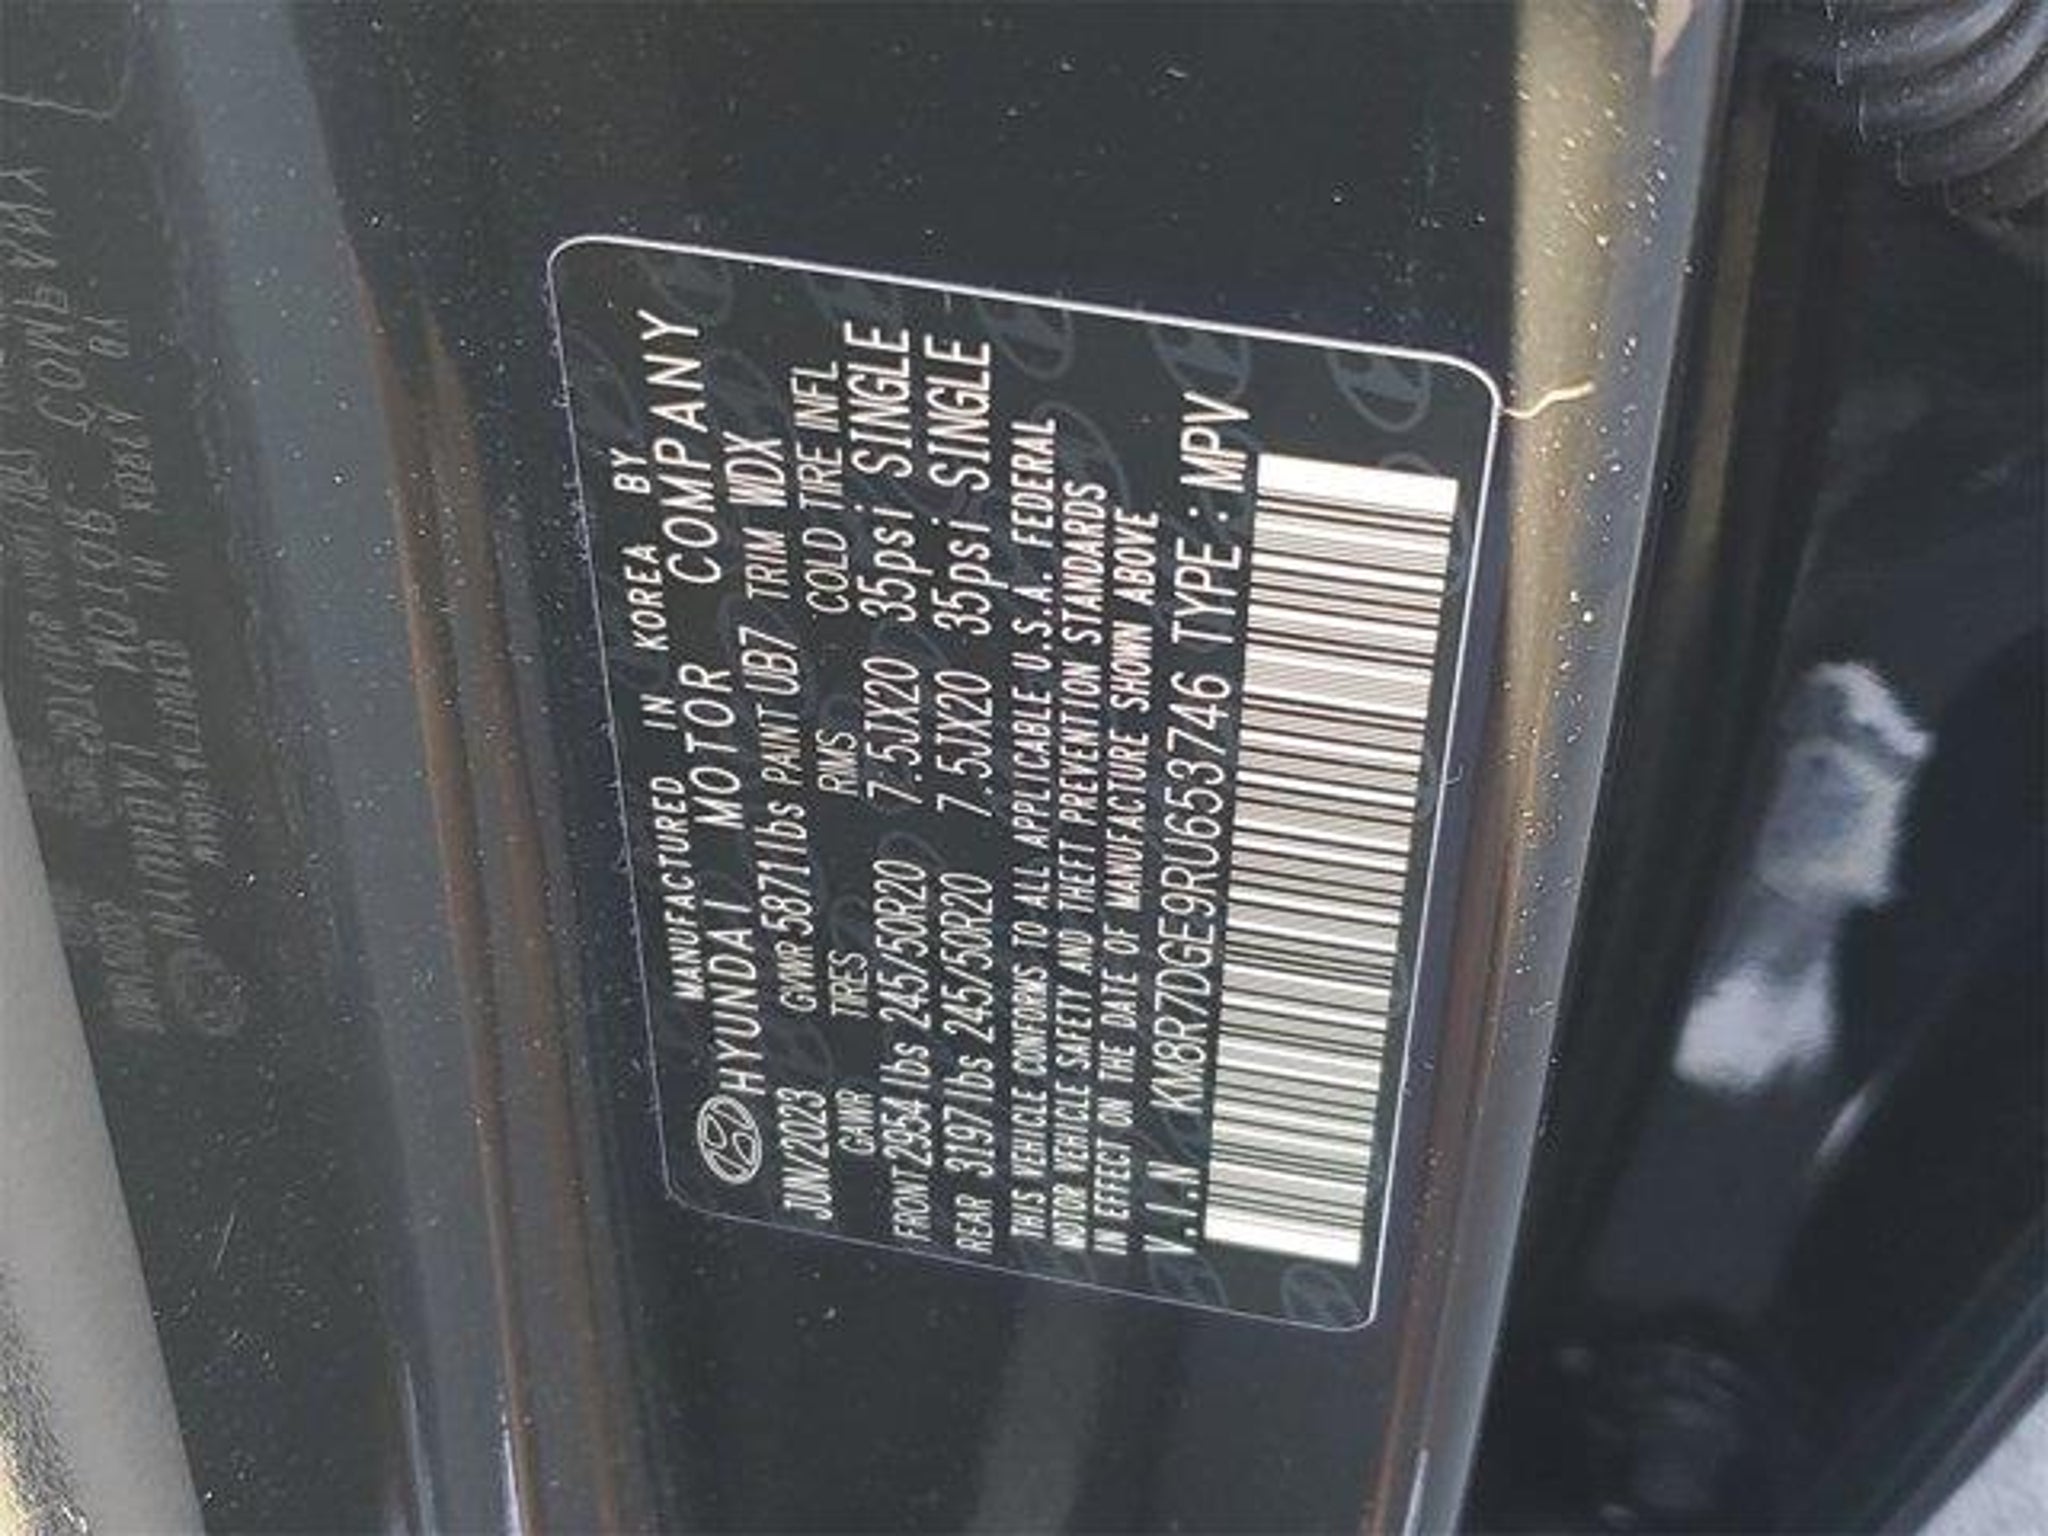 MANUFACTURED IN KOREA BY
HYUNDAI MOTOR COMPANY
JUN/2023 GVWR 5871lbs PAINT UB7 TRIM WDX
GAWR TIRES RMS COLD TIRE INFL
FRONT 2954lbs 245/50R20 7.5JX20 35psi SINGLE
REAR 3197lbs 245/50R20 7.5JX20 35psi SINGLE
THIS VEHICLE CONFORMS TO ALL APPLICABLE U.S.A. FEDERAL
MOTOR VEHICLE SAFETY AND THEFT PREVENTION STANDARDS
IN EFFECT ON THE DATE OF MANUFACTURE SHOWN ABOVE
V.I.N KM8R7DGE9RU653746 TYPE : MPV